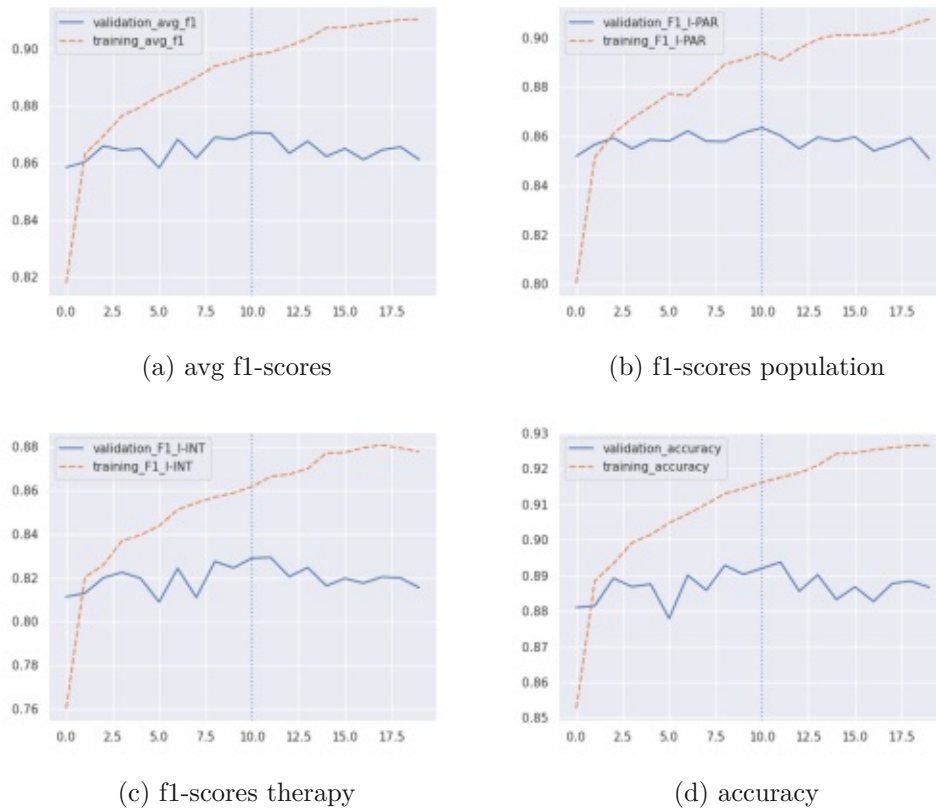 validation_avg_f1
training_avg_f1
0.90
0.88
0.86
0.84
0.82
0.0 2.5 5.0 7.5 10.0 12.5 15.0 17.5
(a) avg f1-scores
validation_F1_I-PAR
training_F1_I-PAR
0.90
0.88
0.86
0.84
0.82
0.80
0.0 2.5 5.0 7.5 10.0 12.5 15.0 17.5
(b) f1-scores population
validation_F1_I-INT
training_F1_I-INT
0.88
0.86
0.84
0.82
0.80
0.78
0.76
0.0 2.5 5.0 7.5 10.0 12.5 15.0 17.5
(c) f1-scores therapy
validation_accuracy
training_accuracy
0.93
0.92
0.91
0.90
0.89
0.88
0.87
0.86
0.85
0.0 2.5 5.0 7.5 10.0 12.5 15.0 17.5
(d) accuracy